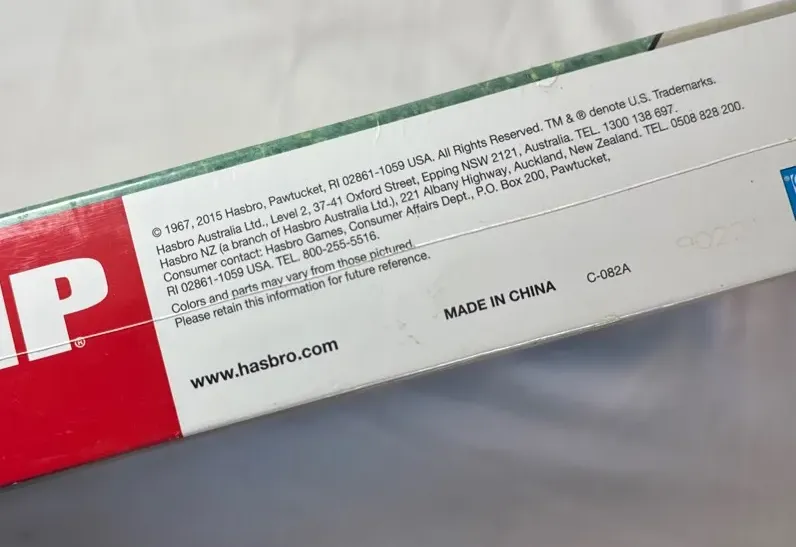 © 1967, 2015 Hasbro, Pawtucket, RI 02861-1059 USA. All Rights Reserved. TM & ® denote U.S. Trademarks.
Hasbro Australia Ltd., Level 2, 37-41 Oxford Street, Epping NSW 2121, Australia. TEL. 1300 138 697.
Hasbro NZ (a branch of Hasbro Australia Ltd.), 221 Albany Highway, Auckland, New Zealand. TEL. 0508 828 200.
Consumer contact: Hasbro Games, Consumer Affairs Dept., P.O. Box 200, Pawtucket,
RI 02861-1059 USA. TEL. 800-255-5516.
Colors and parts may vary from those pictured.
Please retain this information for future reference.
P®
www.hasbro.com
MADE IN CHINA
C-082A